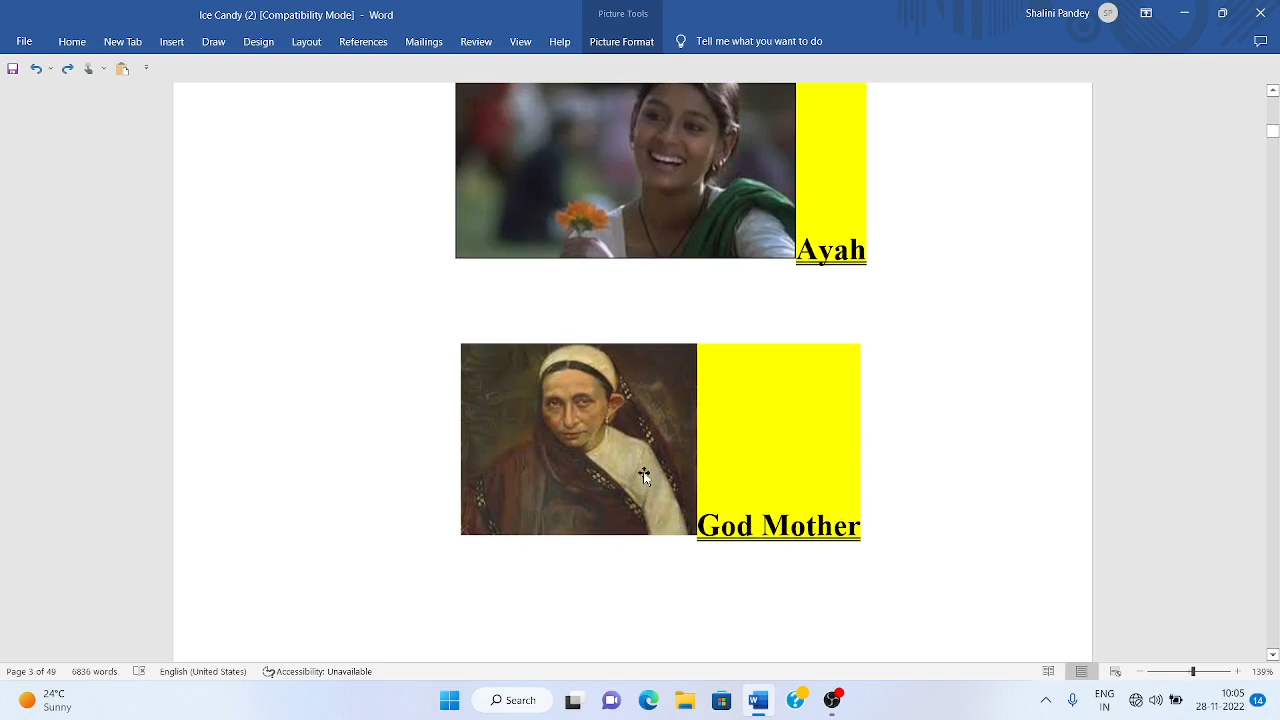 Ice Candy (2) [Compatibility Mode] - Word
Picture Tools
Shalini Pandey
SP
File Home New Tab Insert Draw Design Layout References Mailings Review View Help Picture Format Tell me what you want to do
Ayah
God Mother
Page 3 of 49 6836 words English (United States) Accessibility: Unavailable 139%
24°C
Sunny
Search
ENG
IN
10:05
28-11-2022
14